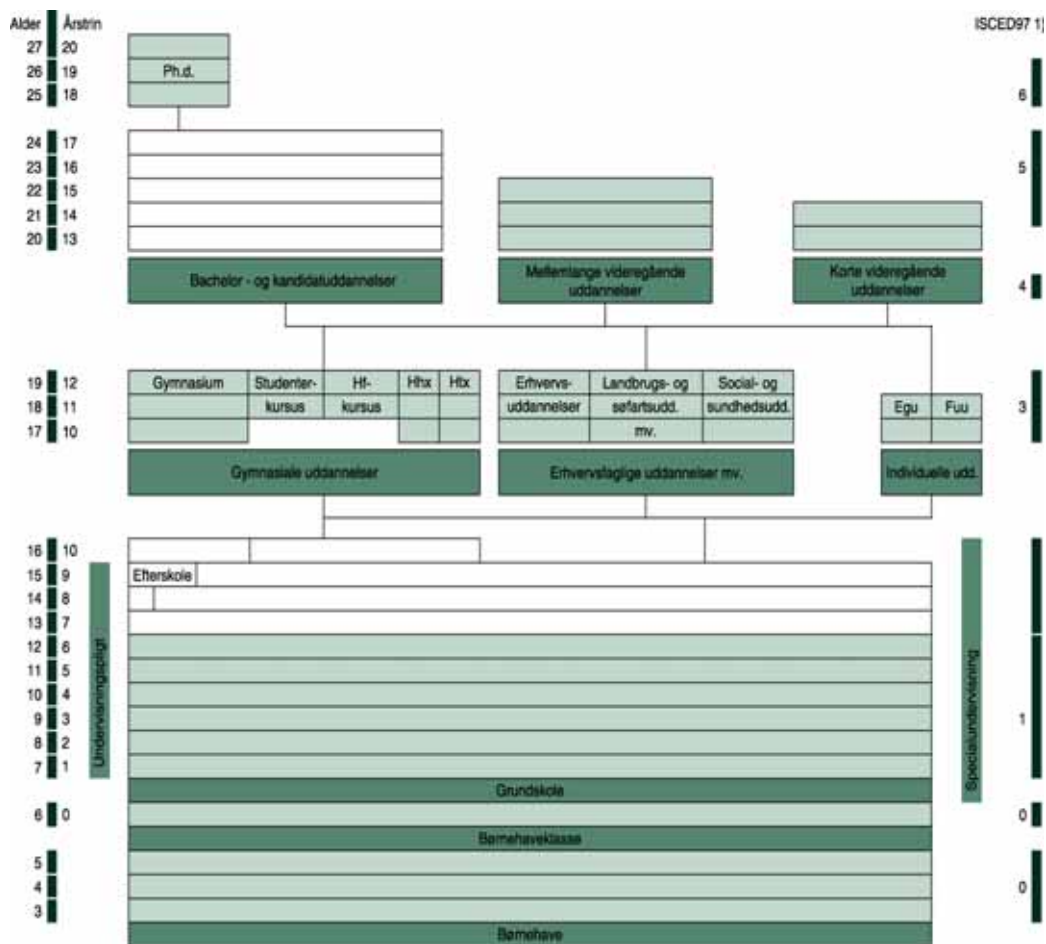 Alder Årstrin ISCED97 1)
27 20
26 19 Ph.d.
25 18 6
24 17
23 16 5
22 15
21 14
20 13
Bachelor - og kandidatuddannelser
Mellemlange videregående
uddannelser
Korte videregående
uddannelser
4
19 12 Gymnasium Studenter- Hf- Hhx Htx Erhvervs- Landbrugs- og Social- og
18 11 kursus kursus uddannelser søfartsudd. sundhedsudd. Egu Fuu 3
17 10 mv.
Gymnasiale uddannelser Erhvervsfaglige uddannelser mv. Individuelle udd.
16 10
15 9 Efterskole
14 8
13 7
12 6
11 5
10 4
9 3 1
8 2
7 1
Undervisningspligt
Specialundervisning
Grundskole
6 0 0
Børnehaveklasse
5
4 0
3
Børnehave